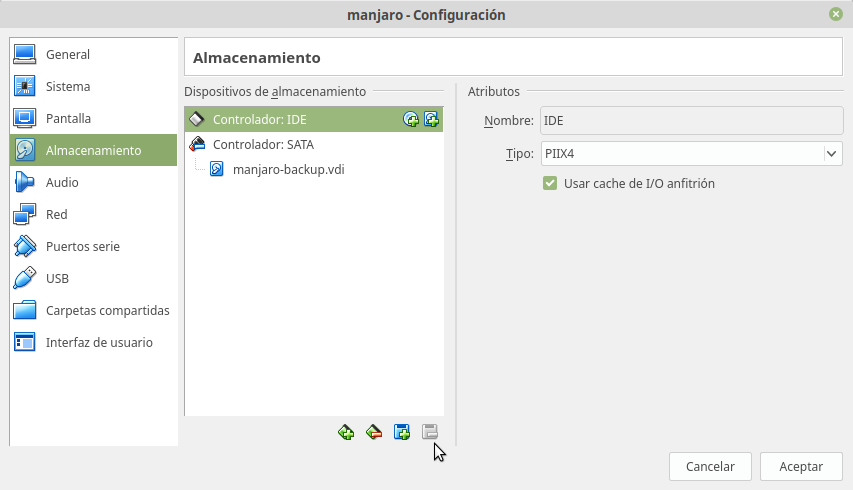 manjaro - Configuración
General
Sistema
Pantalla
Almacenamiento
Audio
Red
Puertos serie
USB
Carpetas compartidas
Interfaz de usuario
Almacenamiento
Dispositivos de almacenamiento
Controlador: IDE
Controlador: SATA
manjaro-backup.vdi
Atributos
Nombre: IDE
Tipo: PIIX4
Usar cache de I/O anfitrión
Cancelar Aceptar